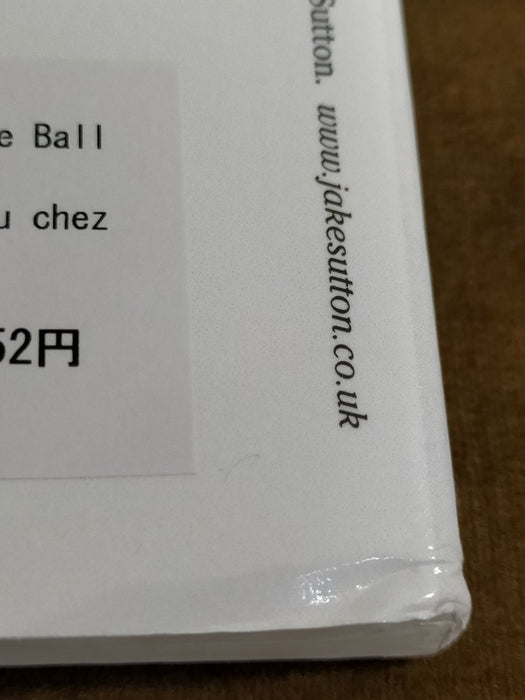 e Ball
u chez
52円
Sutton. www.jakesutton.co.uk